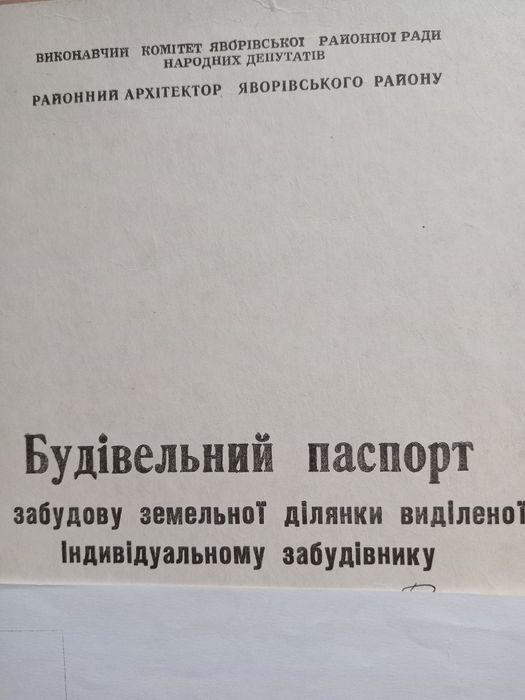 ВИКОНАВЧИЙ КОМІТЕТ ЯВОРІВСЬКОЇ РАЙОННОЇ РАДИ
НАРОДНИХ ДЕПУТАТІВ
РАЙОННИЙ АРХІТЕКТОР ЯВОРІВСЬКОГО РАЙОНУ
Будівельний паспорт
забудову земельної ділянки виділеної
Індивідуальному забудівнику